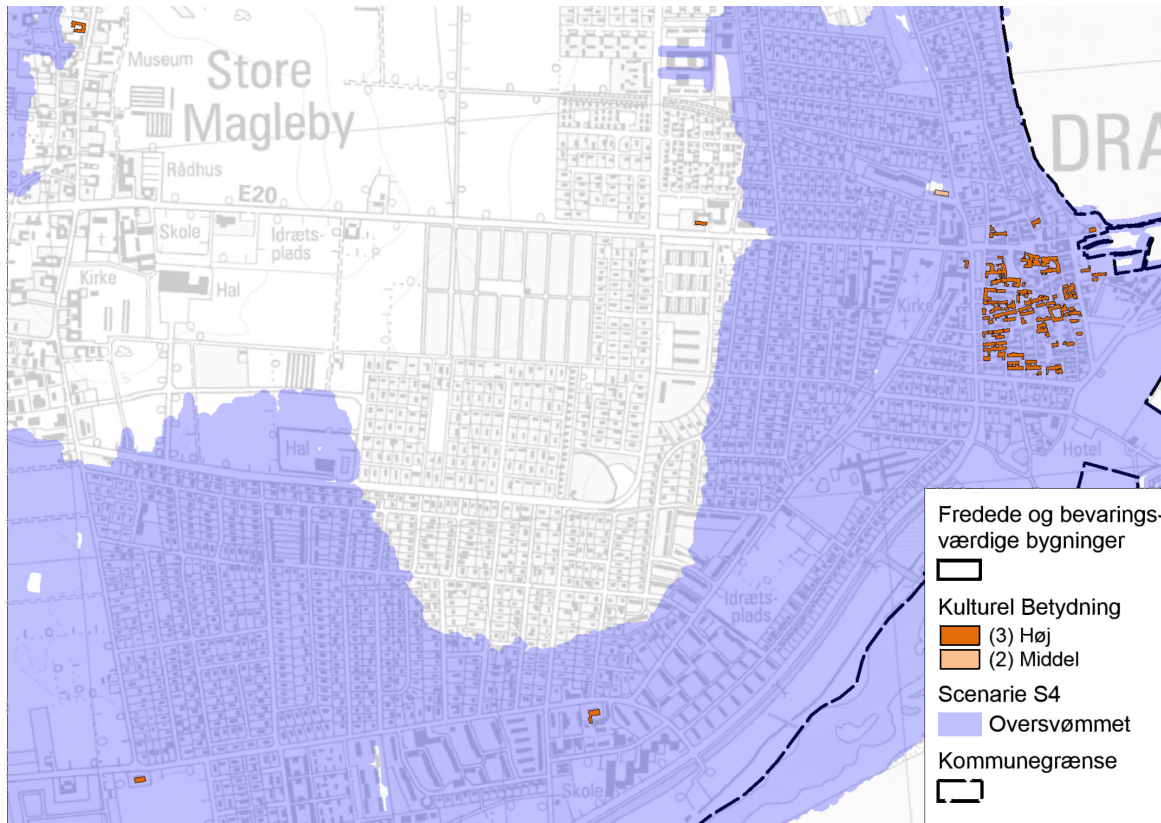 Museum
Store
Magleby
Rådhus
E20
Skole
Idræts-
plads
Kirke
Hal
Hal
DRA
Kirke
Hotel
Idræts-
plads
Skole
Fredede og bevarings-
værdige bygninger
Kulturel Betydning
(3) Høj
(2) Middel
Scenarie S4
Oversvømmet
Kommunegrænse